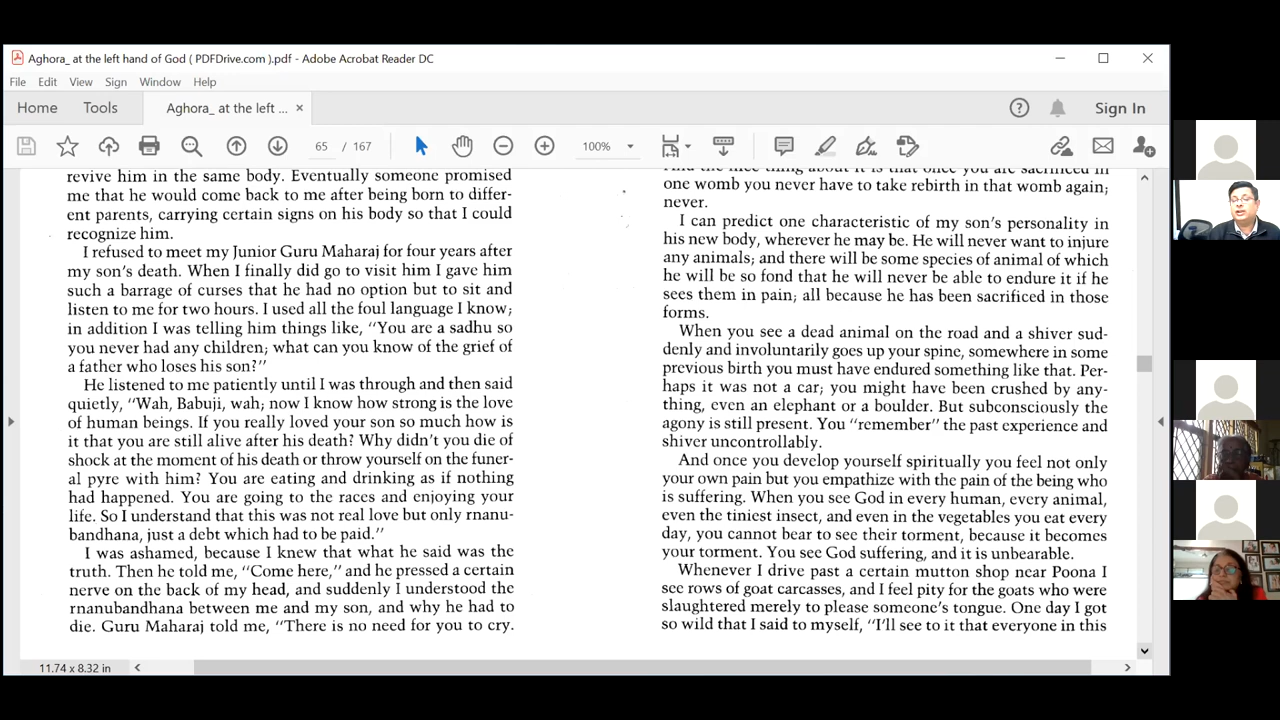 Aghora_ at the left hand of God ( PDFDrive.com ).pdf - Adobe Acrobat Reader DC
File Edit View Sign Window Help
Home Tools Aghora_ at the left ... × Sign In
65 / 167 100%
revive him in the same body. Eventually someone promised
me that he would come back to me after being born to differ-
ent parents, carrying certain signs on his body so that I could
recognize him.
I refused to meet my Junior Guru Maharaj for four years after
my son's death. When I finally did go to visit him I gave him
such a barrage of curses that he had no option but to sit and
listen to me for two hours. I used all the foul language I know;
in addition I was telling him things like, "You are a sadhu so
you never had any children; what can you know of the grief of
a father who loses his son?"
He listened to me patiently until I was through and then said
quietly, "Wah, Babuji, wah; now I know how strong is the love
of human beings. If you really loved your son so much how is
it that you are still alive after his death? Why didn't you die of
shock at the moment of his death or throw yourself on the funer-
al pyre with him? You are eating and drinking as if nothing
had happened. You are going to the races and enjoying your
life. So I understand that this was not real love but only rnanu-
bandhana, just a debt which had to be paid."
I was ashamed, because I knew that what he said was the
truth. Then he told me, "Come here," and he pressed a certain
nerve on the back of my head, and suddenly I understood the
rnanubandhana between me and my son, and why he had to
die. Guru Maharaj told me, "There is no need for you to cry.
And the nice thing about it is that once you are sacrificed in
one womb you never have to take rebirth in that womb again;
never.
I can predict one characteristic of my son's personality in
his new body, wherever he may be. He will never want to injure
any animals; and there will be some species of animal of which
he will be so fond that he will never be able to endure it if he
sees them in pain; all because he has been sacrificed in those
forms.
When you see a dead animal on the road and a shiver sud-
denly and involuntarily goes up your spine, somewhere in some
previous birth you must have endured something like that. Per-
haps it was not a car; you might have been crushed by any-
thing, even an elephant or a boulder. But subconsciously the
agony is still present. You "remember" the past experience and
shiver uncontrollably.
And once you develop yourself spiritually you feel not only
your own pain but you empathize with the pain of the being who
is suffering. When you see God in every human, every animal,
even the tiniest insect, and even in the vegetables you eat every
day, you cannot bear to see their torment, because it becomes
your torment. You see God suffering, and it is unbearable.
Whenever I drive past a certain mutton shop near Poona I
see rows of goat carcasses, and I feel pity for the goats who were
slaughtered merely to please someone's tongue. One day I got
so wild that I said to myself, "I'll see to it that everyone in this
11.74 x 8.32 in